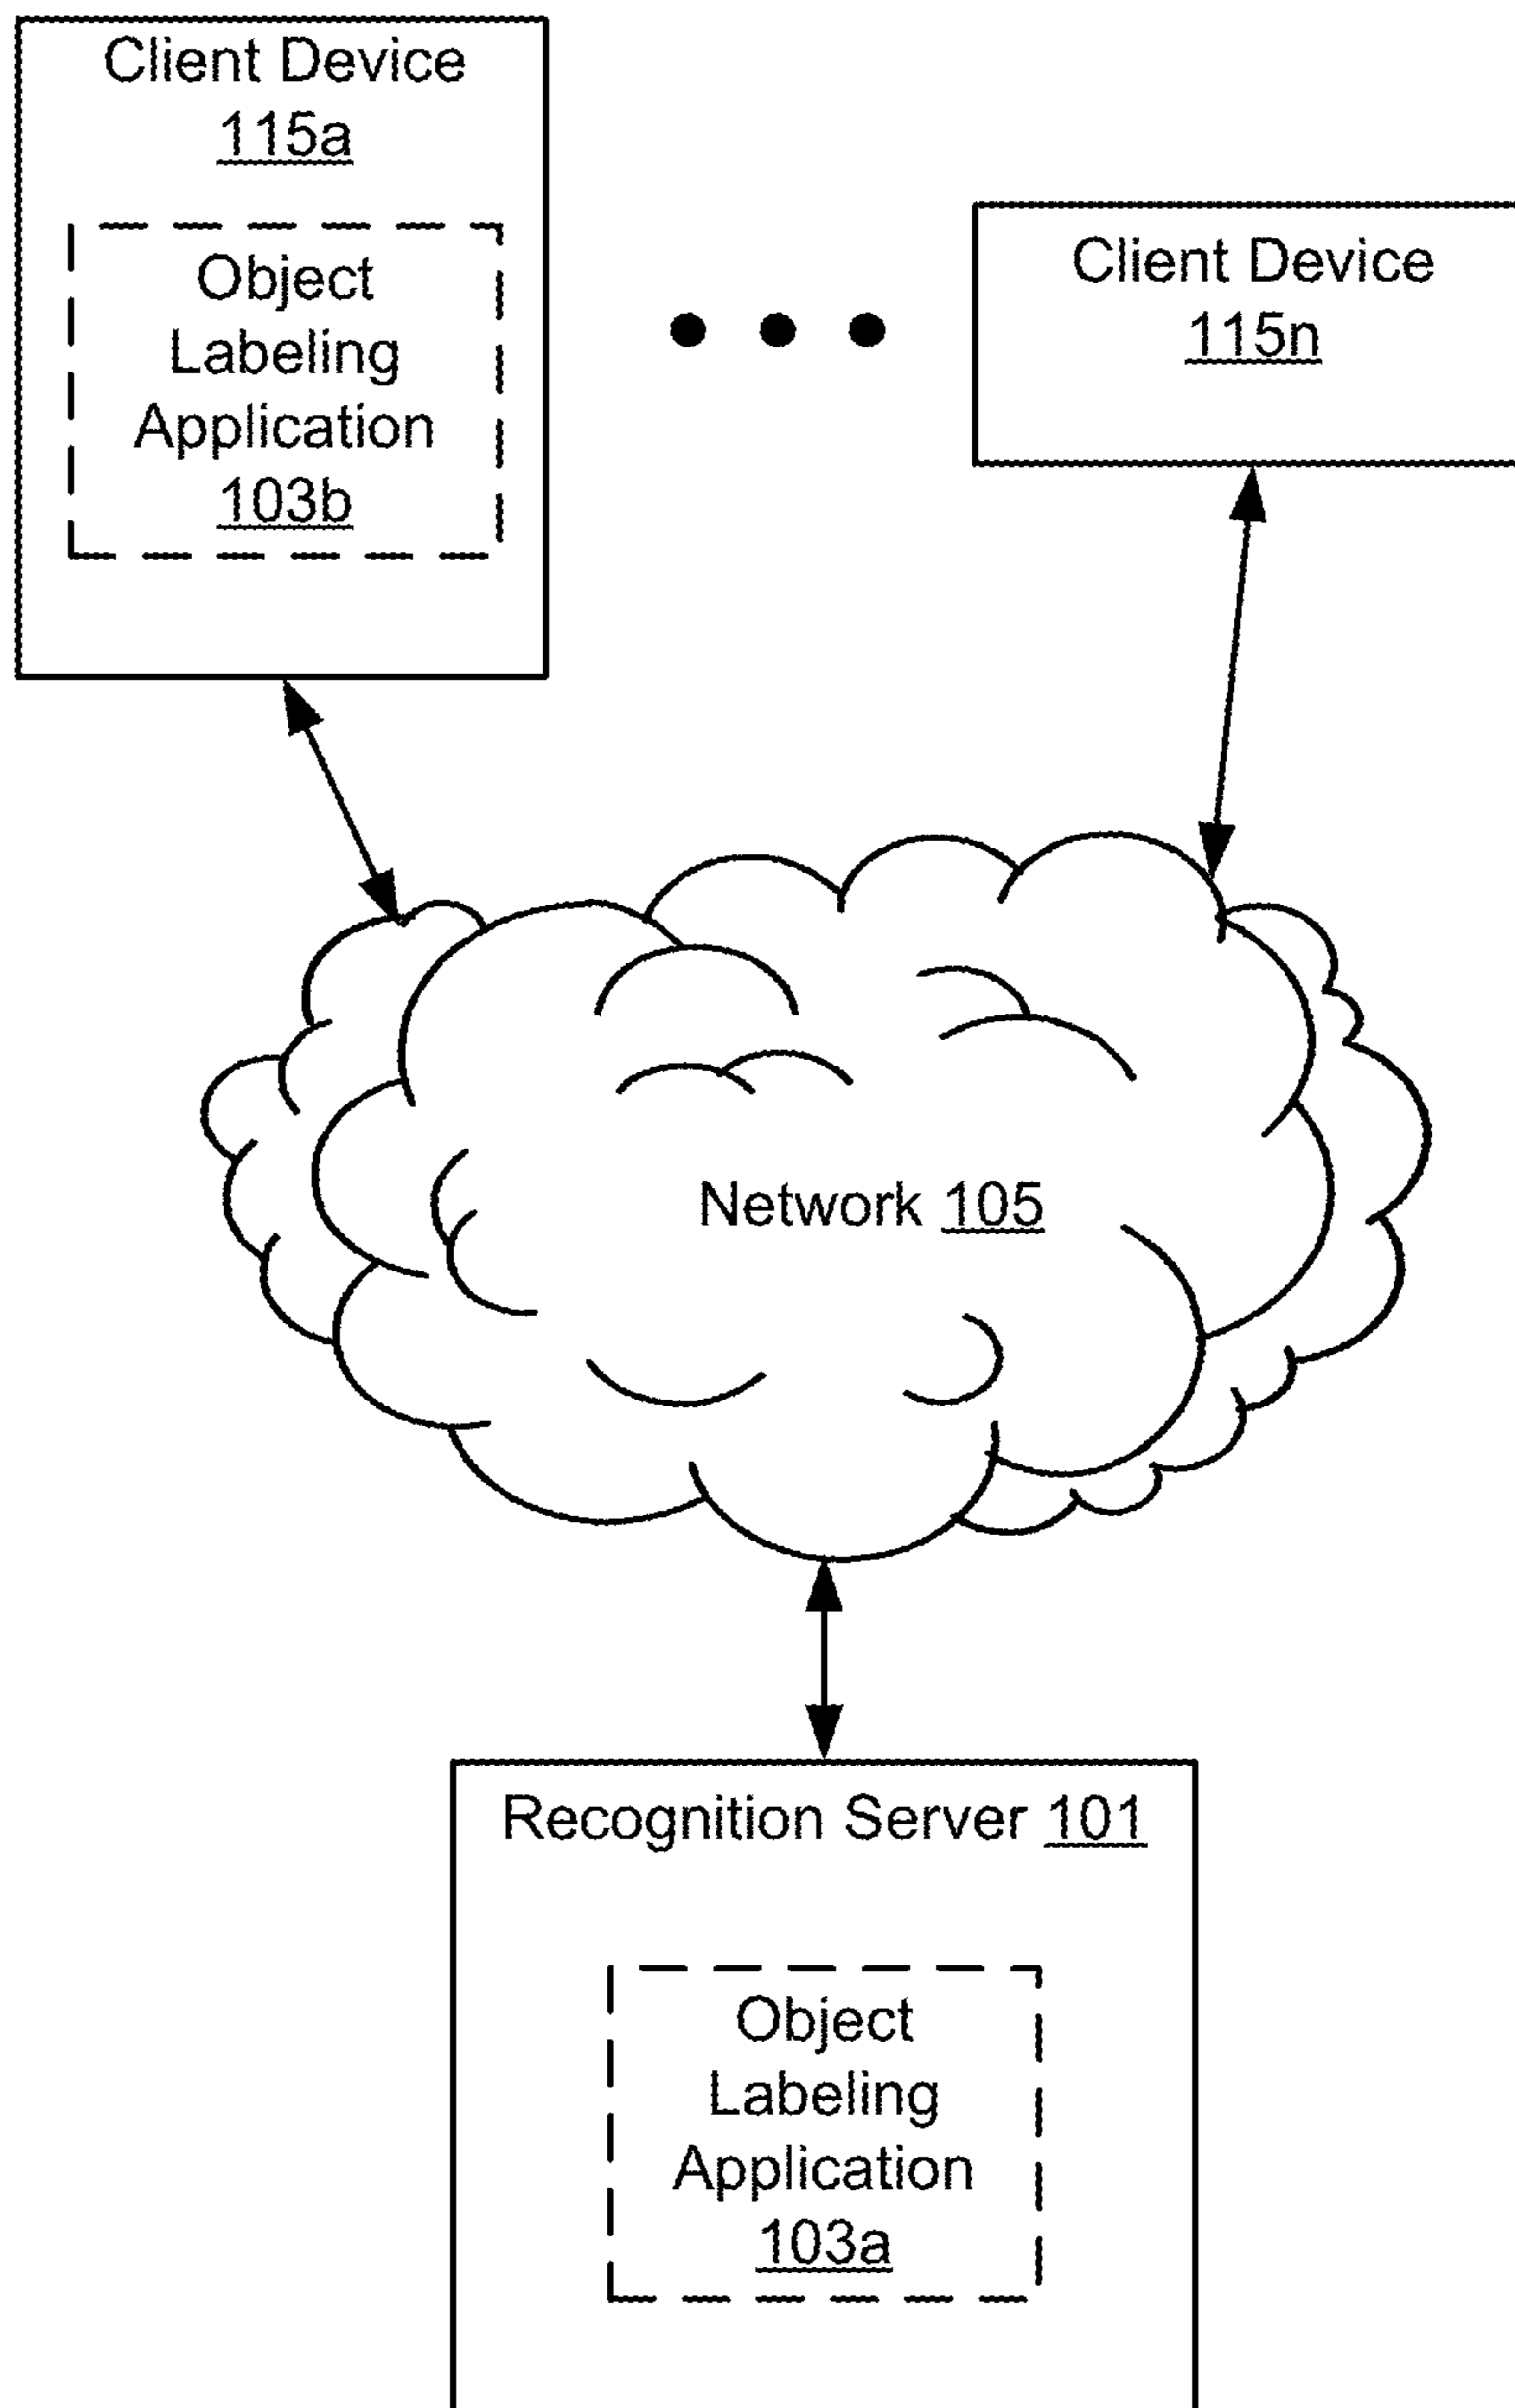 Client Device
115a
Object
Labeling
Application
103b
Client Device
115n
Network 105
Recognition Server 101
Object
Labeling
Application
103a